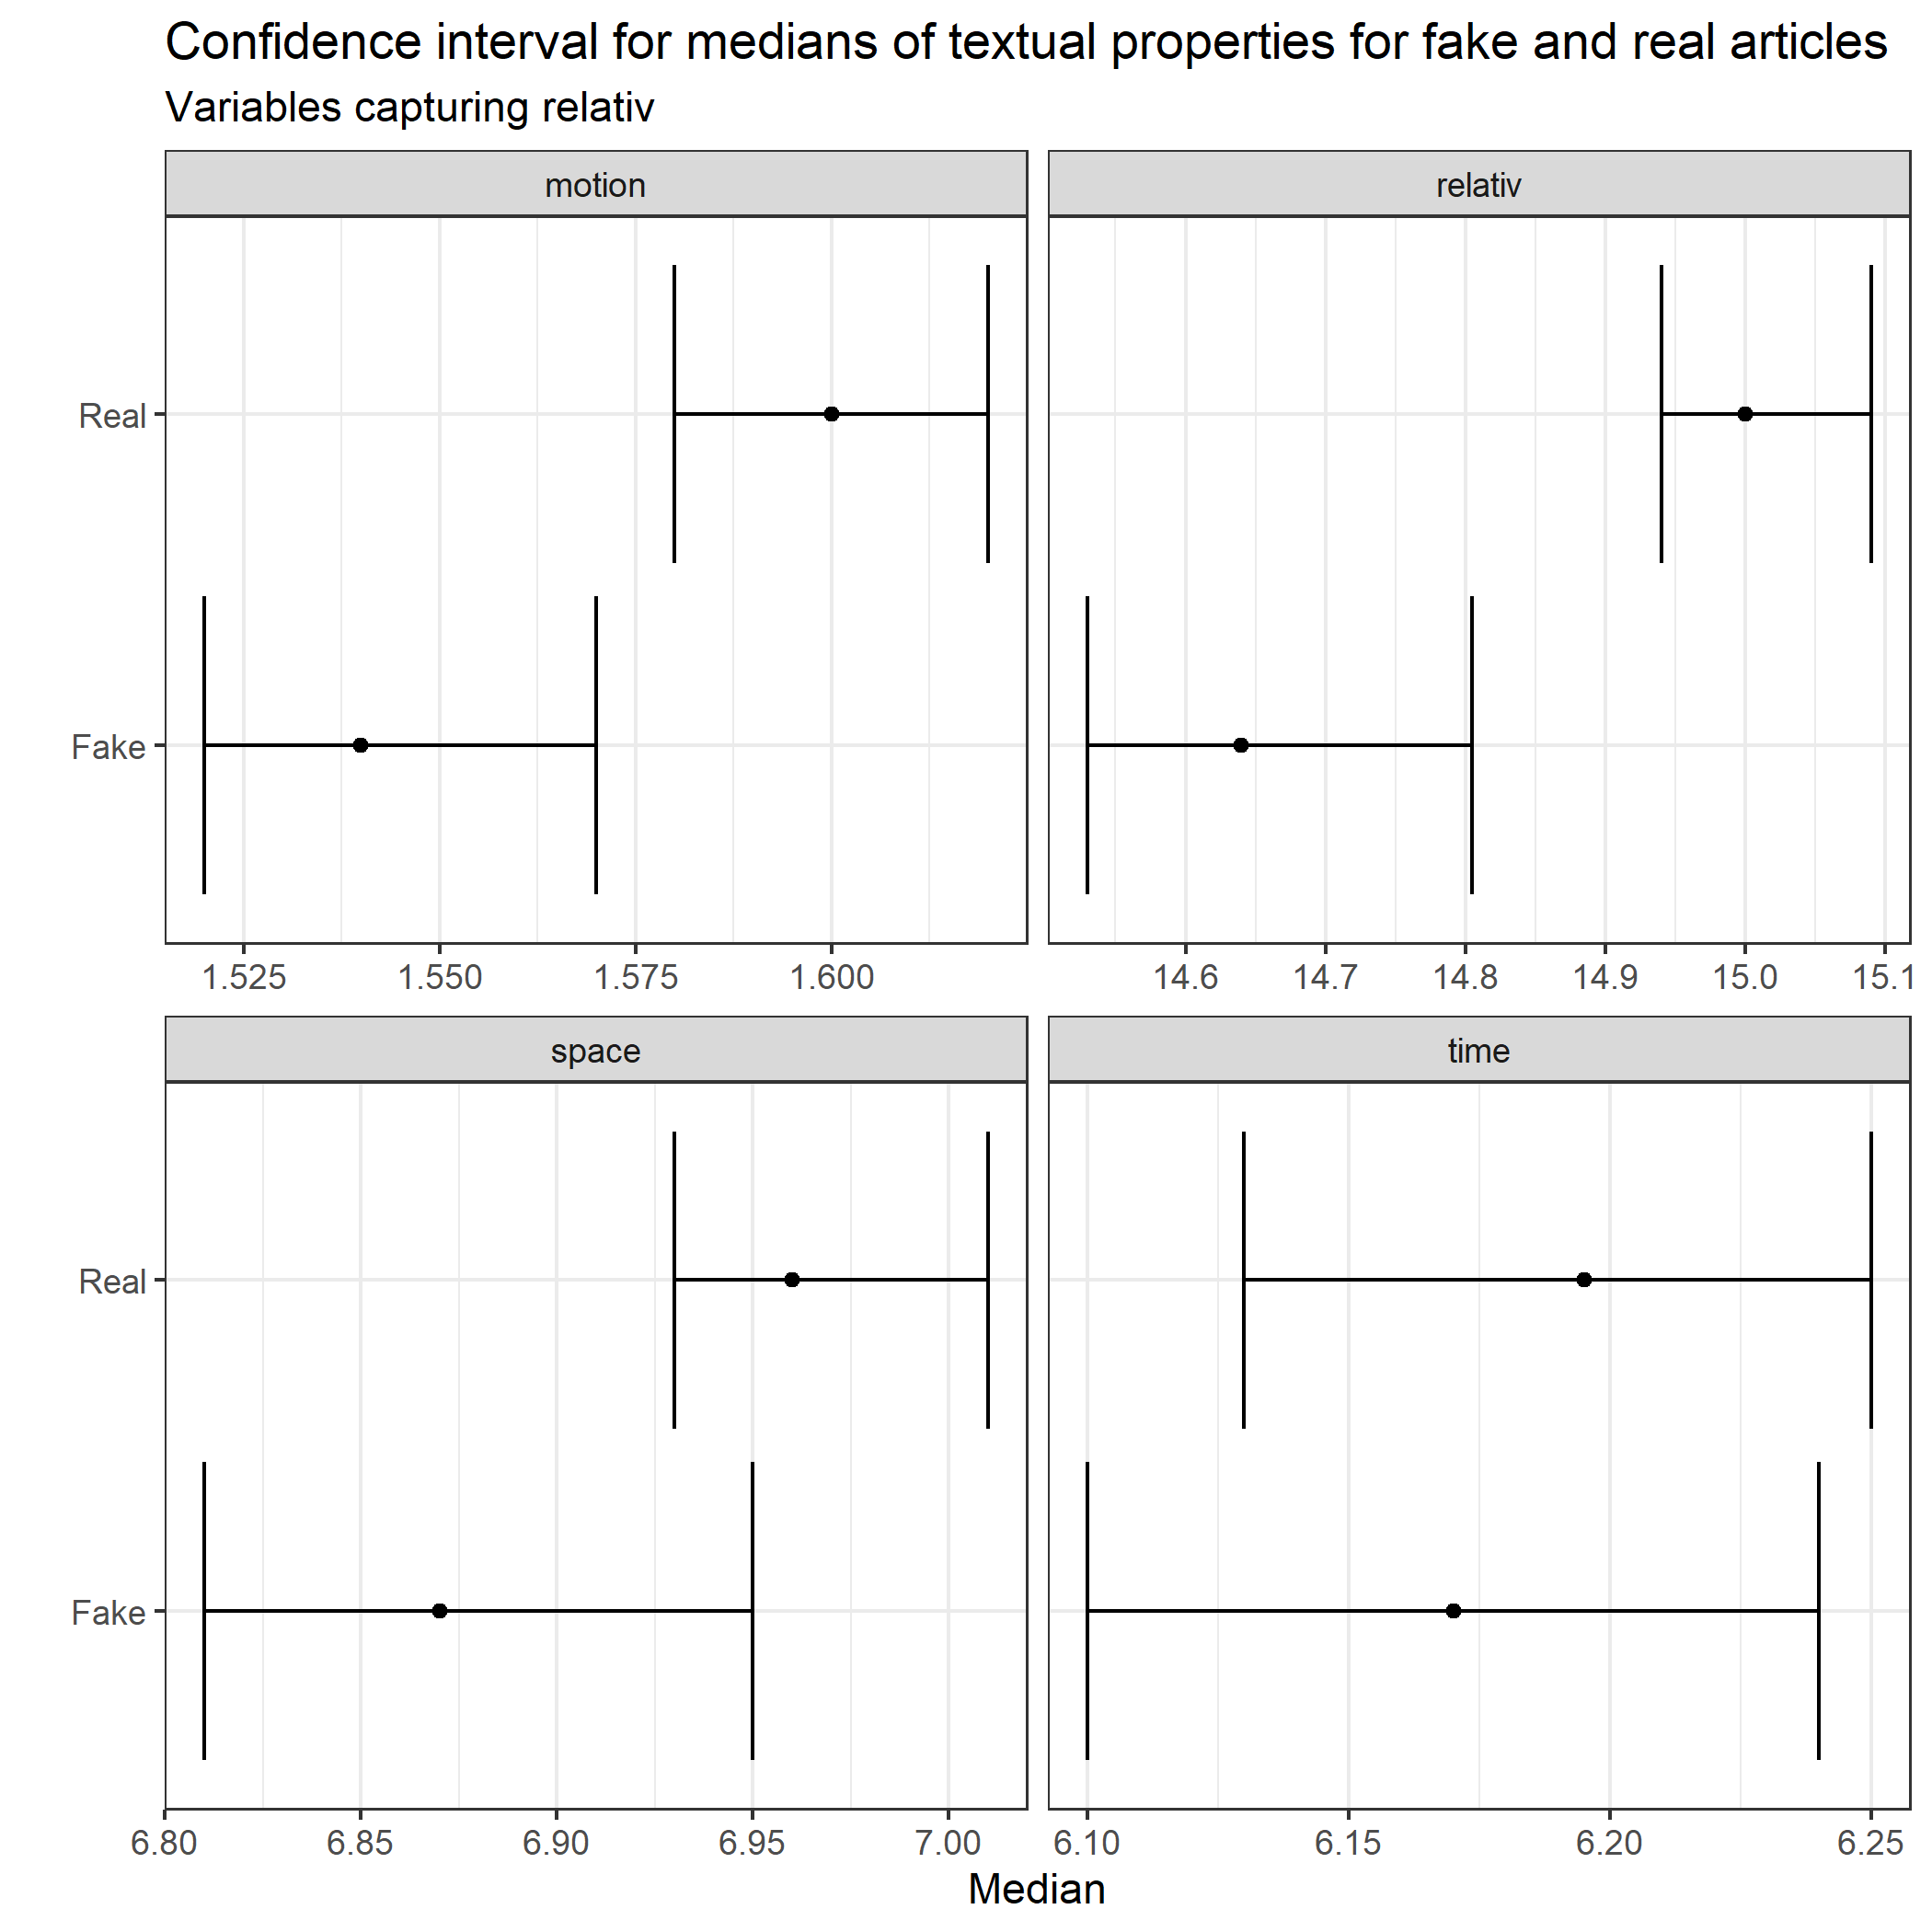 Confidence interval for medians of textual properties for fake and real articles
Variables capturing relativ
motion
relativ
Real
Fake
1.525 1.550 1.575 1.600
14.6 14.7 14.8 14.9 15.0 15.1
space
time
Real
Fake
6.80 6.85 6.90 6.95 7.00
6.10 6.15 6.20 6.25
Median